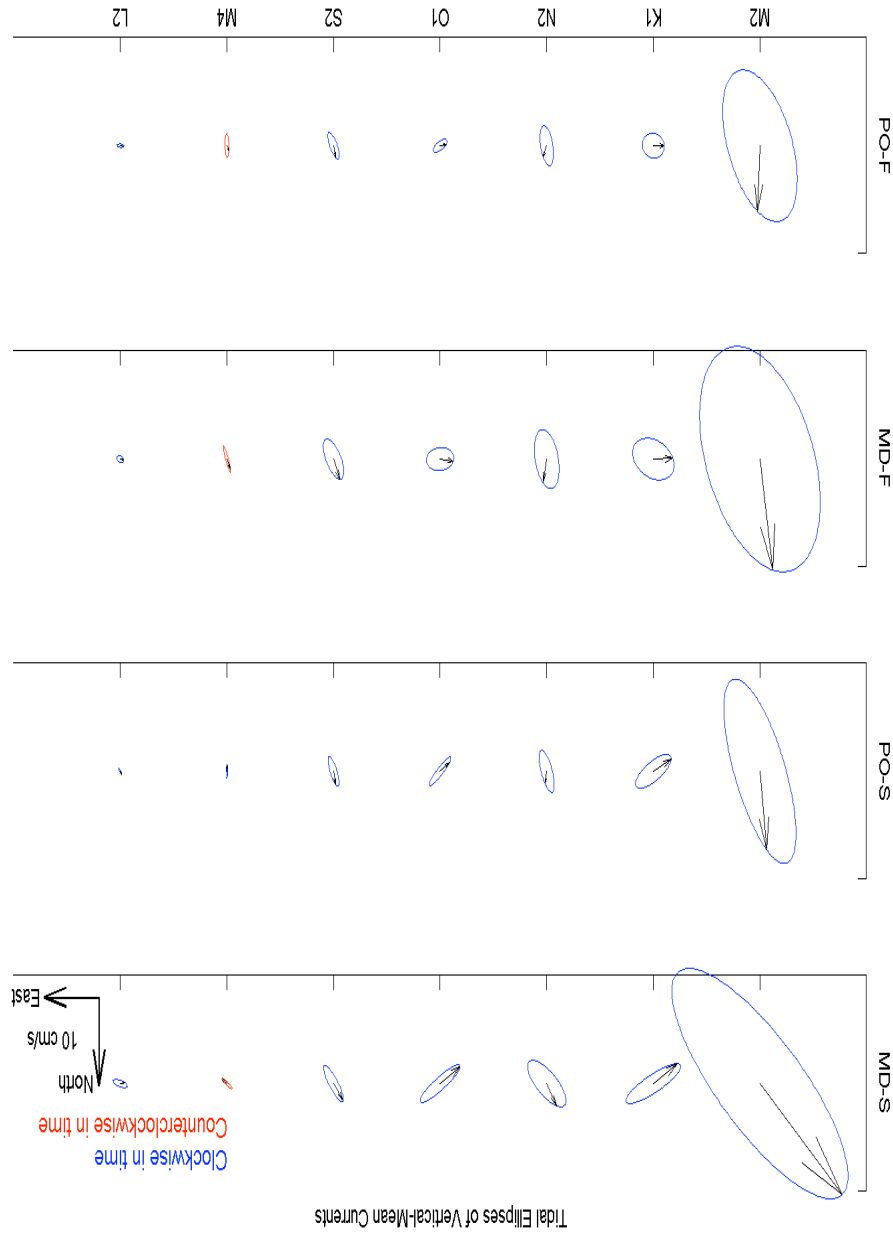 Tidal Ellipses of Vertical-Mean Currents
Clockwise in time
Counterclockwise in time
North
10 cm/s
East
MD-S
PO-S
MD-F
PO-F
M2 K1 N2 O1 S2 M4 L2